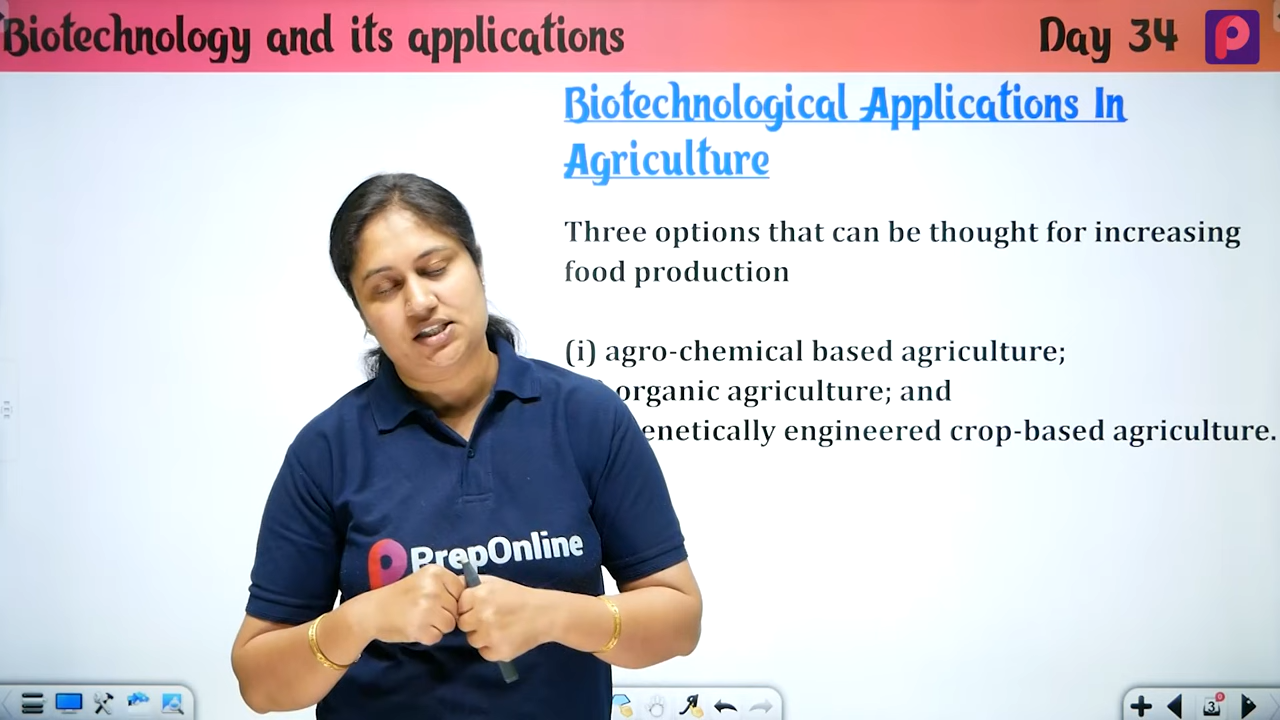 Biotechnology and its applications
Day 34
Biotechnological Applications In
Agriculture
Three options that can be thought for increasing
food production
(i) agro-chemical based agriculture;
) organic agriculture; and
enetically engineered crop-based agriculture.
PrepOnline
3